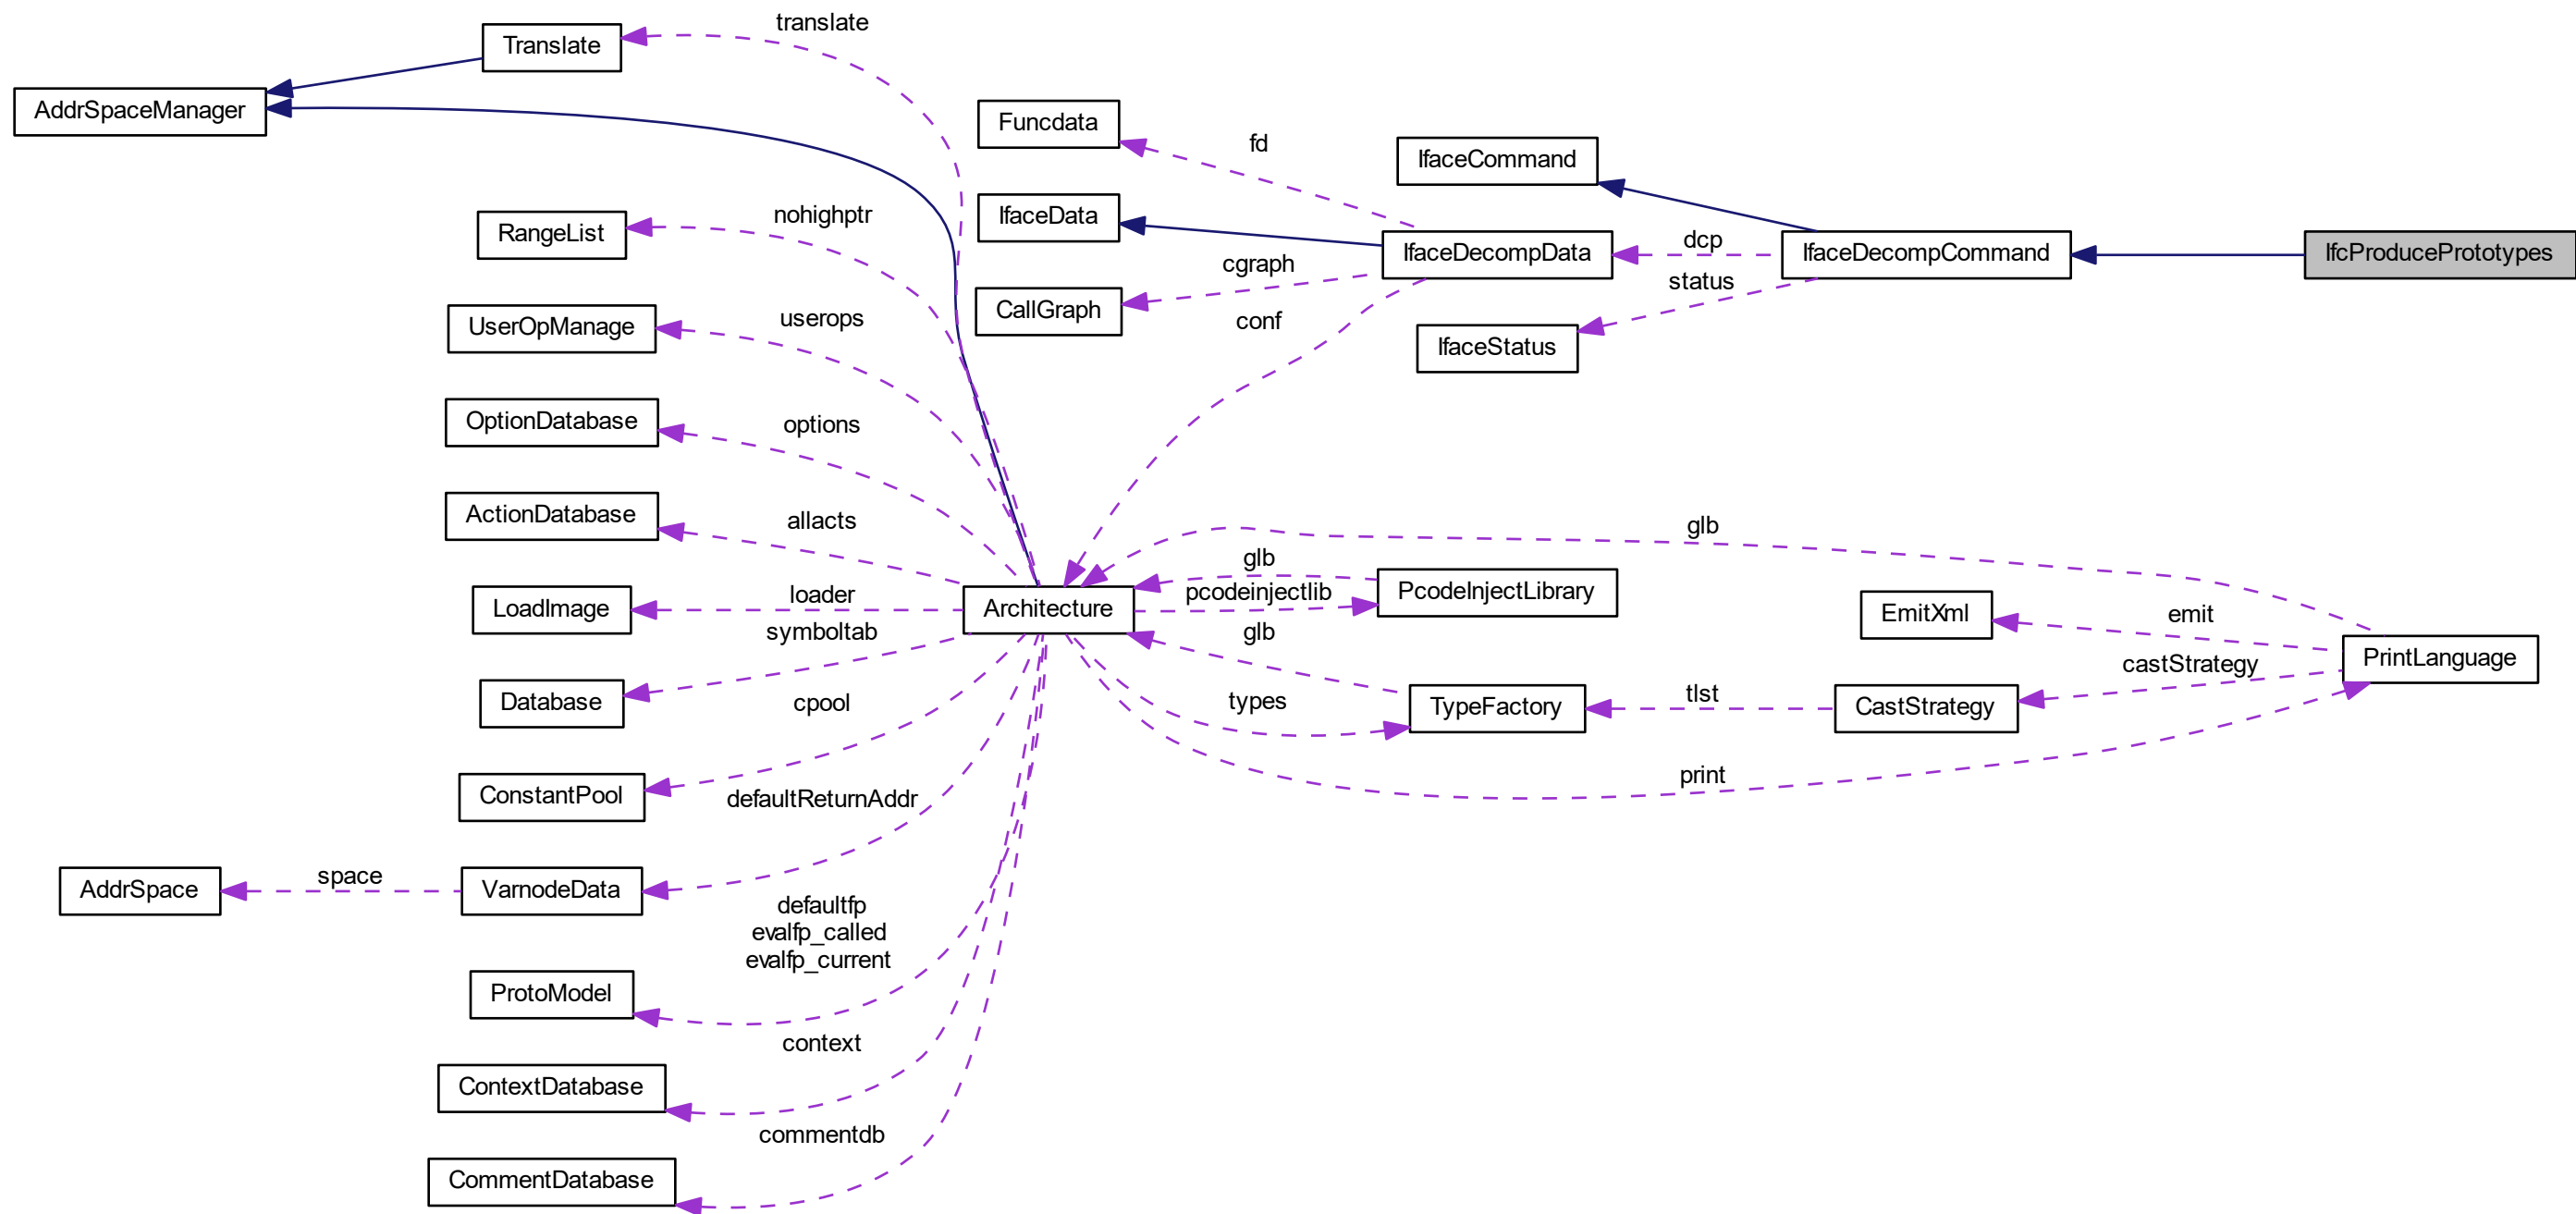 translate
Translate
AddrSpaceManager
Funcdata
fd
IfaceCommand
nohighptr
RangeList
IfaceData
IfaceDecompData
dcp
IfaceDecompCommand
IfcProducePrototypes
cgraph
status
CallGraph
conf
IfaceStatus
userops
UserOpManage
options
OptionDatabase
allacts
ActionDatabase
glb
glb
loader
LoadImage
Architecture
pcodeinjectlib
PcodeInjectLibrary
EmitXml
emit
symboltab
glb
PrintLanguage
castStrategy
Database
cpool
types
TypeFactory
tlst
CastStrategy
print
ConstantPool
defaultReturnAddr
AddrSpace
space
VarnodeData
defaultfp
evalfp_called
evalfp_current
ProtoModel
context
ContextDatabase
commentdb
CommentDatabase